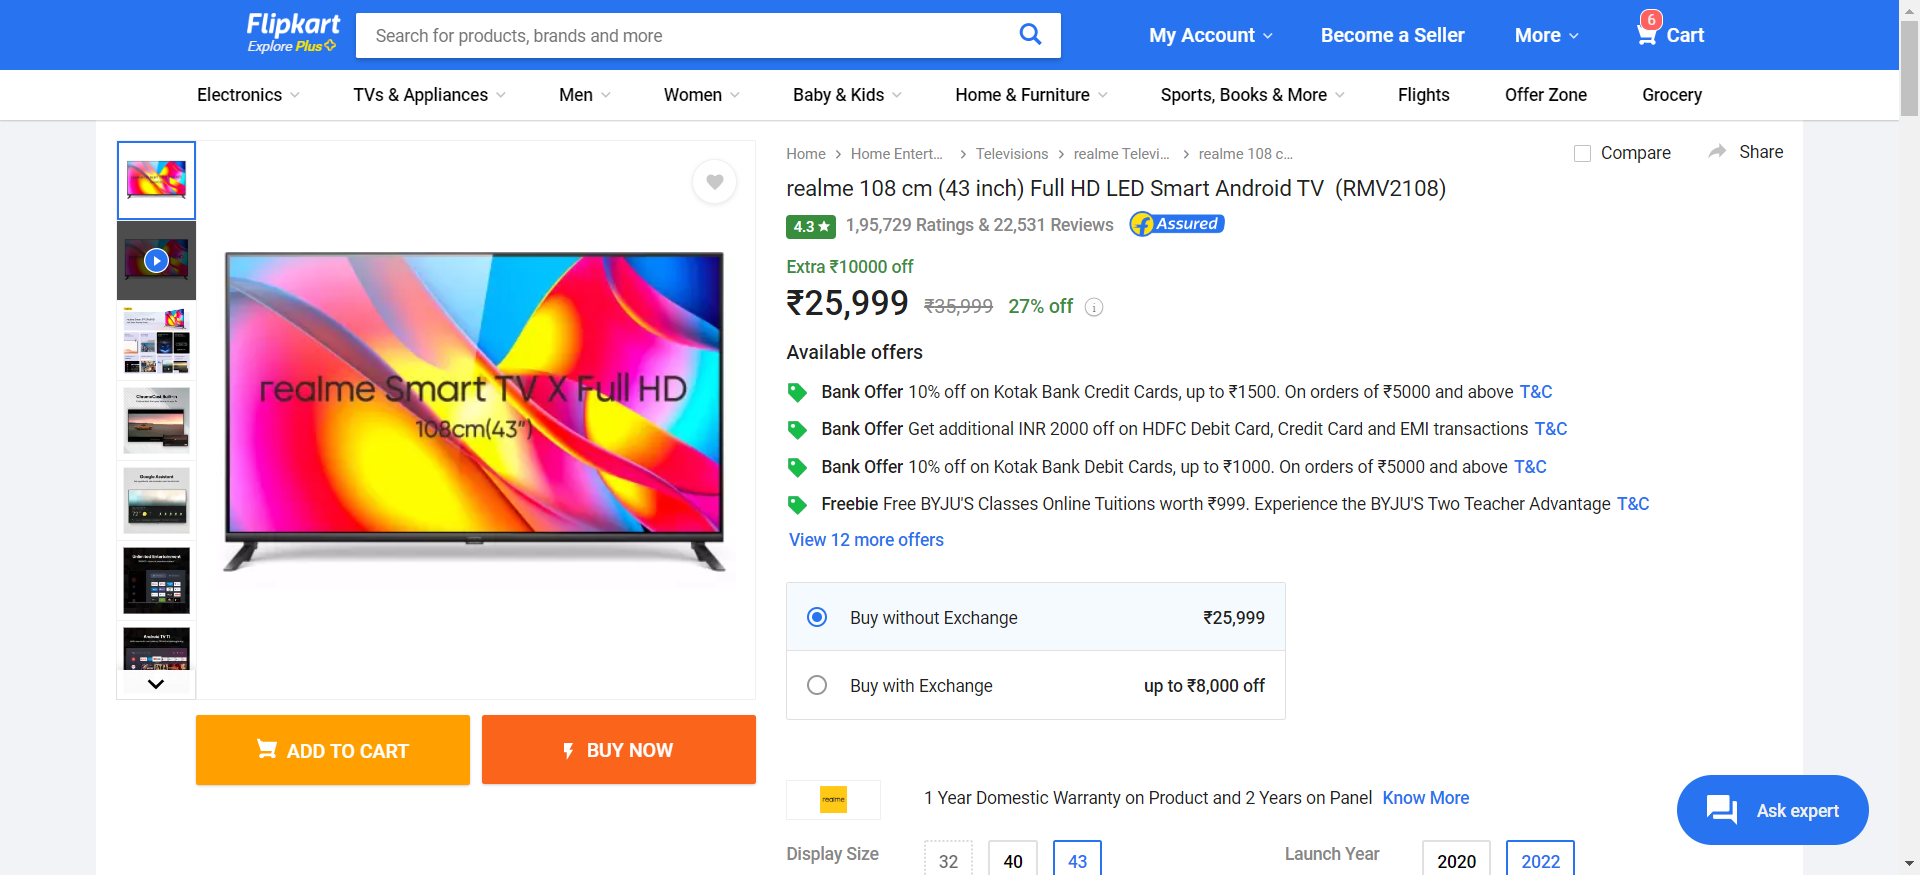 Flipkart
Explore Plus
Search for products, brands and more
My Account
Become a Seller
More
6
Cart
Electronics
TVs & Appliances
Men
Women
Baby & Kids
Home & Furniture
Sports, Books & More
Flights
Offer Zone
Grocery
Home
Home Entert...
Televisions
realme Televi...
realme 108 c...
Compare
Share
realme 108 cm (43 inch) Full HD LED Smart Android TV (RMV2108)
4.3 ★
1,95,729 Ratings & 22,531 Reviews
Assured
Extra ₹10000 off
₹25,999 ₹35,999 27% off
Available offers
Bank Offer 10% off on Kotak Bank Credit Cards, up to ₹1500. On orders of ₹5000 and above T&C
Bank Offer Get additional INR 2000 off on HDFC Debit Card, Credit Card and EMI transactions T&C
Bank Offer 10% off on Kotak Bank Debit Cards, up to ₹1000. On orders of ₹5000 and above T&C
Freebie Free BYJU'S Classes Online Tuitions worth ₹999. Experience the BYJU'S Two Teacher Advantage T&C
View 12 more offers
Buy without Exchange ₹25,999
Buy with Exchange up to ₹8,000 off
realme Smart TV X Full HD
108cm(43")
ChromeCast Built-in
Google Assistant
Unlimited Entertainment
Android TV 11
ADD TO CART
BUY NOW
realme
1 Year Domestic Warranty on Product and 2 Years on Panel Know More
Display Size
32
40
43
Launch Year
2020
2022
Ask expert